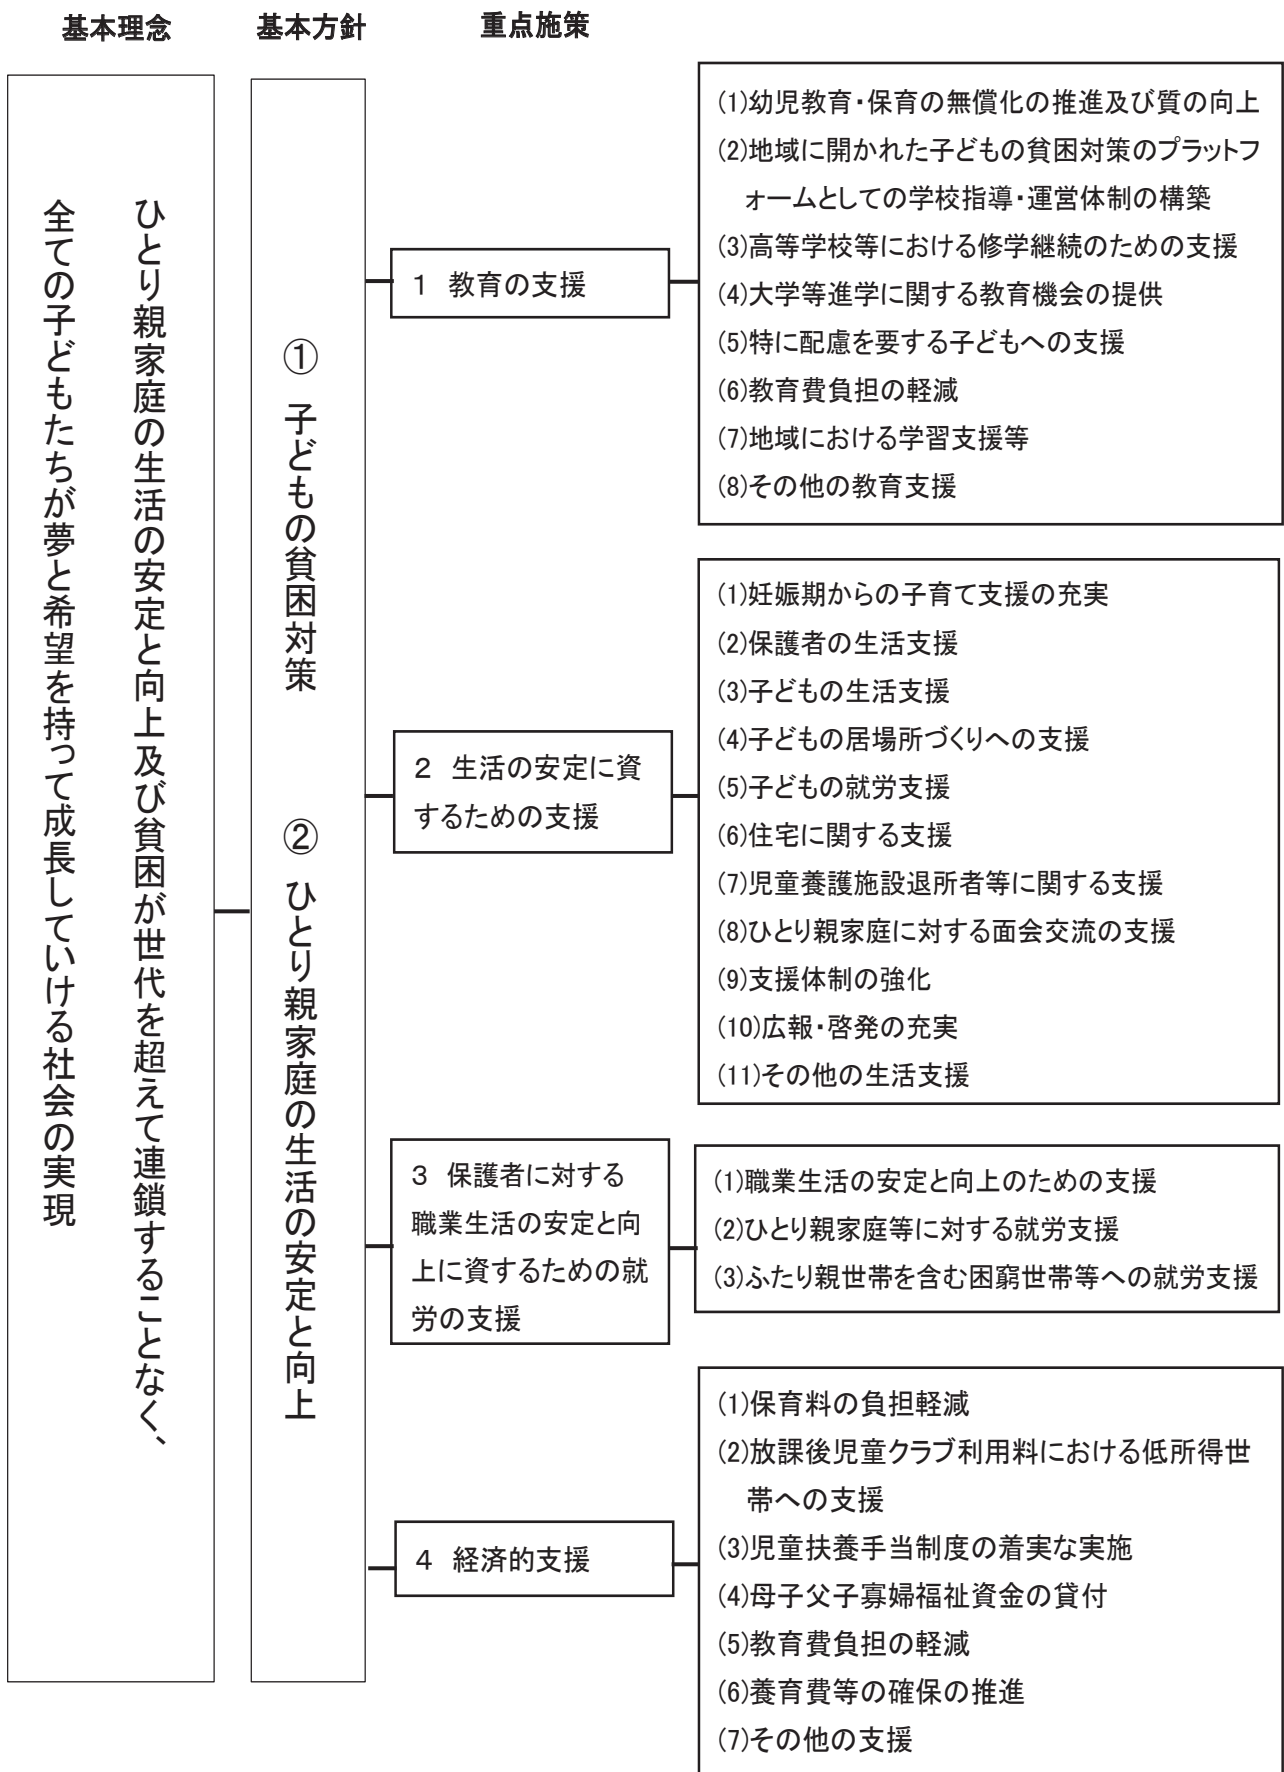 基本理念
基本方針
重点施策
ひとり親家庭の生活の安定と向上及び貧困が世代を超えて連鎖することなく、
全ての子どもたちが夢と希望を持って成長していける社会の実現
① 子どもの貧困対策 ② ひとり親家庭の生活の安定と向上
1 教育の支援
(1)幼児教育・保育の無償化の推進及び質の向上
(2)地域に開かれた子どもの貧困対策のプラットフ
ォームとしての学校指導・運営体制の構築
(3)高等学校等における修学継続のための支援
(4)大学等進学に関する教育機会の提供
(5)特に配慮を要する子どもへの支援
(6)教育費負担の軽減
(7)地域における学習支援等
(8)その他の教育支援
2 生活の安定に資
するための支援
(1)妊娠期からの子育て支援の充実
(2)保護者の生活支援
(3)子どもの生活支援
(4)子どもの居場所づくりへの支援
(5)子どもの就労支援
(6)住宅に関する支援
(7)児童養護施設退所者等に関する支援
(8)ひとり親家庭に対する面会交流の支援
(9)支援体制の強化
(10)広報・啓発の充実
(11)その他の生活支援
3 保護者に対する
職業生活の安定と向
上に資するための就
労の支援
(1)職業生活の安定と向上のための支援
(2)ひとり親家庭等に対する就労支援
(3)ふたり親世帯を含む困窮世帯等への就労支援
4 経済的支援
(1)保育料の負担軽減
(2)放課後児童クラブ利用料における低所得世
帯への支援
(3)児童扶養手当制度の着実な実施
(4)母子父子寡婦福祉資金の貸付
(5)教育費負担の軽減
(6)養育費等の確保の推進
(7)その他の支援